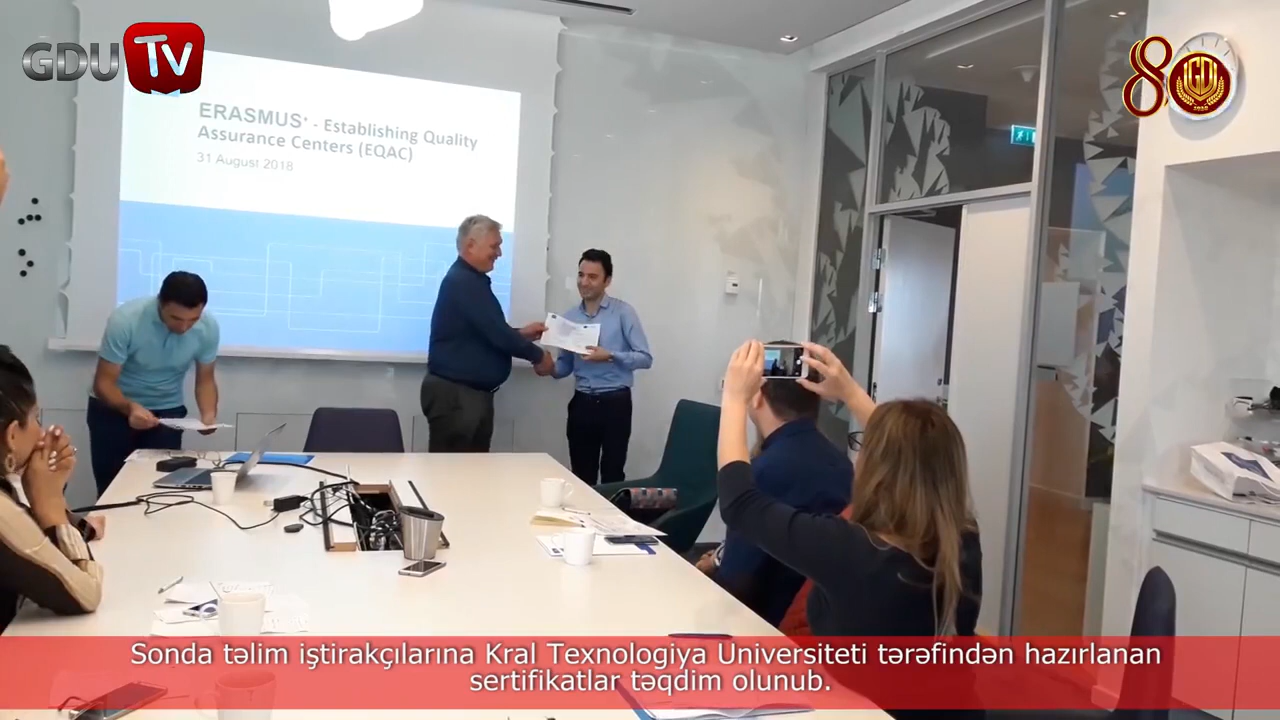 GDU TV
80
GDU
ERASMUS+ - Establishing Quality
Assurance Centers (EQAC)
31 August 2018
Sonda təlim iştirakçılarına Kral Texnologiya Universiteti tərəfindən hazırlanan
sertifikatlar təqdim olunub.